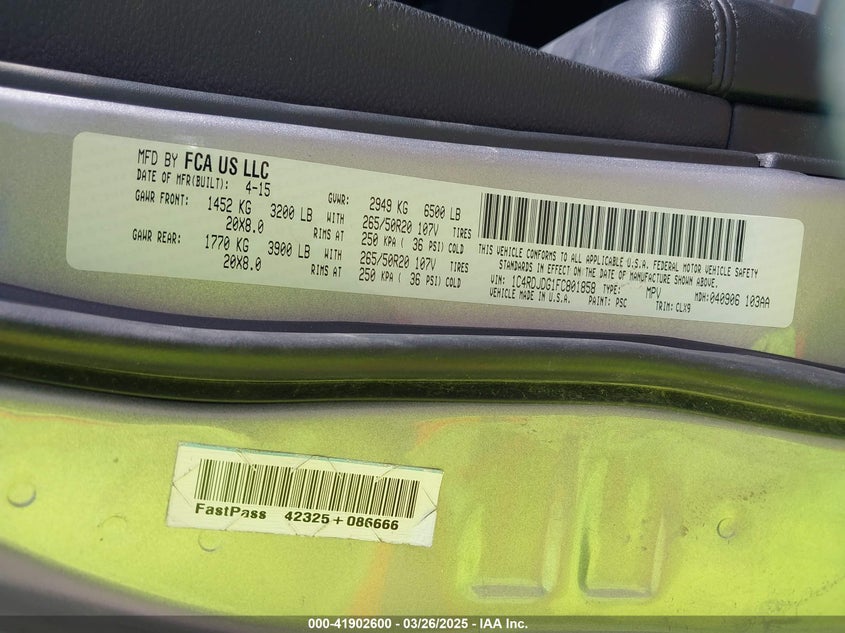 MFD BY FCA US LLC
DATE OF MFR(BUILT): 4-15
GVWR: 2949 KG 6500 LB
GAWR FRONT: 1452 KG 3200 LB WITH 265/50R20 107V TIRES
20X8.0 RIMS AT 250 KPA ( 36 PSI) COLD
GAWR REAR: 1770 KG 3900 LB WITH 265/50R20 107V TIRES
20X8.0 RIMS AT 250 KPA ( 36 PSI) COLD
THIS VEHICLE CONFORMS TO ALL APPLICABLE U.S.A. FEDERAL MOTOR VEHICLE SAFETY
STANDARDS IN EFFECT ON THE DATE OF MANUFACTURE SHOWN ABOVE.
VIN: 1C4RDJDG1FC801858 TYPE: MPV MDH:040906 103AA
VEHICLE MADE IN U.S.A. PAINT: PSC TRIM: CLX9
FastPass 42325+086666
000-41902600 - 03/26/2025 - IAA Inc.